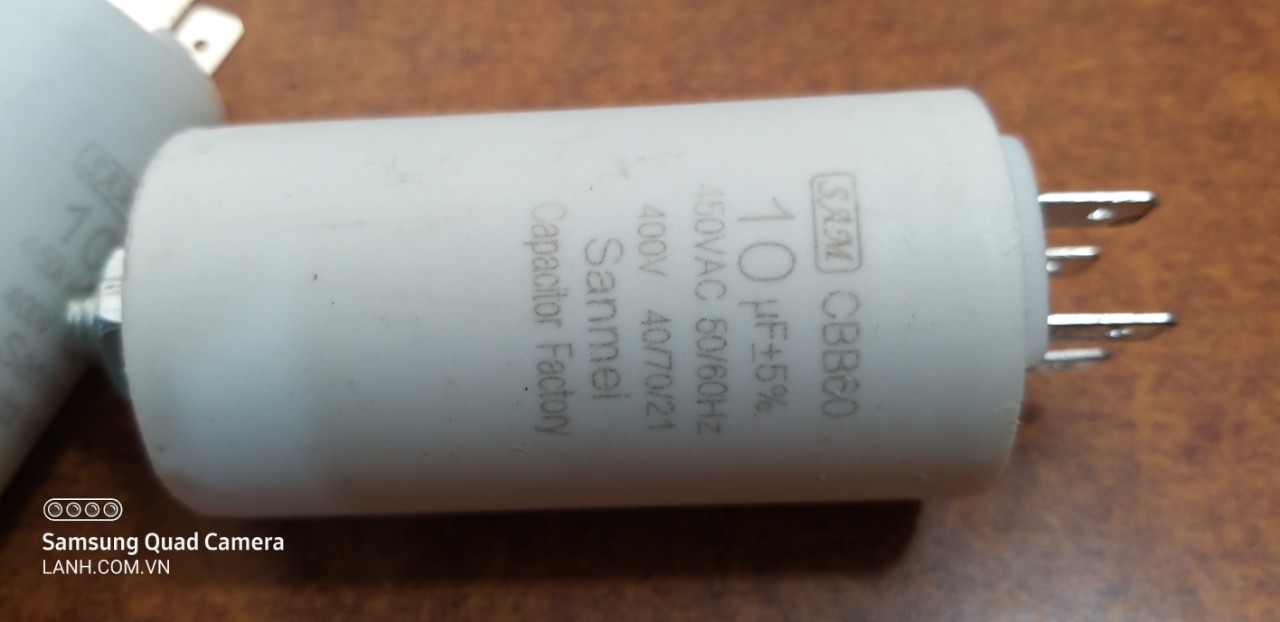 SAM CBB60
10 µF±5%
450VAC 50/60Hz
400V 40/70/21
Sanmei
Capacitor Factory
10
Samsung Quad Camera
LANH.COM.VN